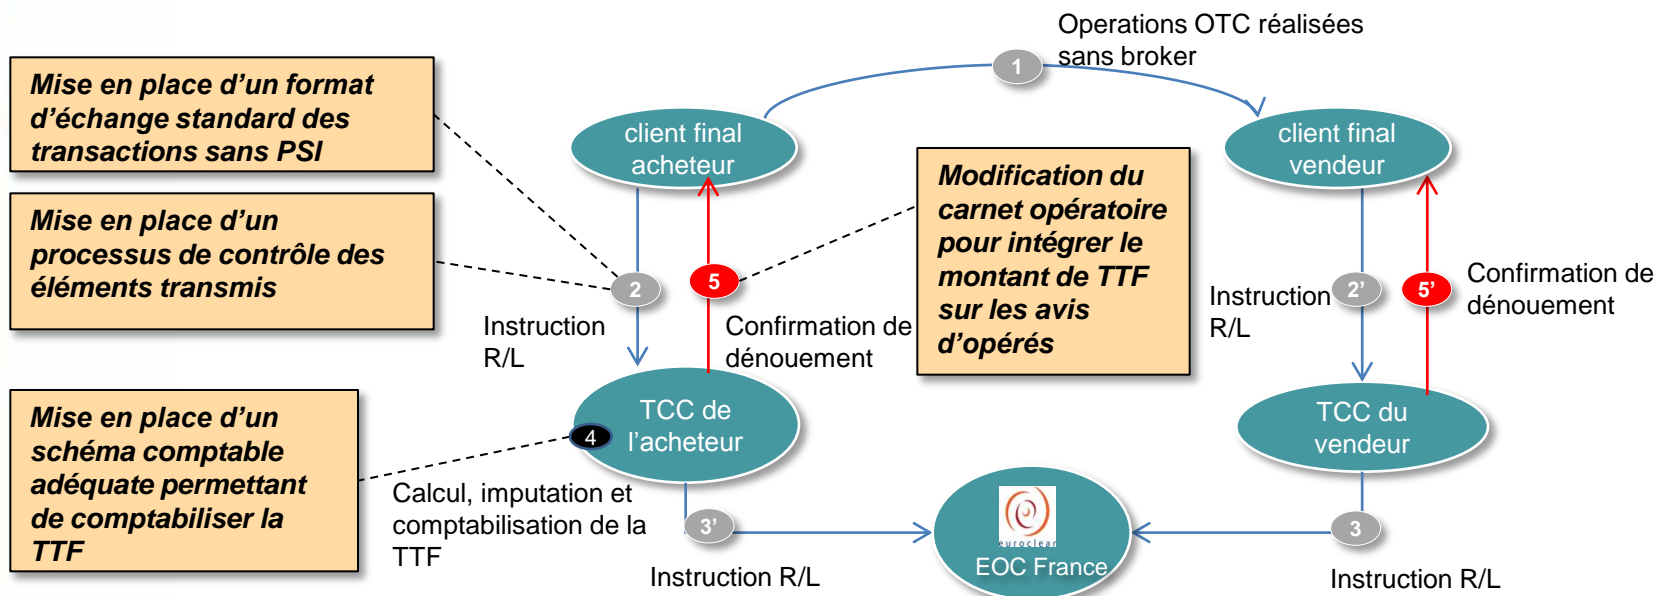 Operations OTC réalisées
sans broker
1
Mise en place d’un format
d’échange standard des
transactions sans PSI
client final
acheteur
client final
vendeur
Mise en place d’un
processus de contrôle des
éléments transmis
Modification du
carnet opératoire
pour intégrer le
montant de TTF
sur les avis
d’opérés
2
5
2’
5’
Instruction
R/L
Confirmation de
dénouement
Instruction
R/L
Confirmation de
dénouement
Mise en place d’un
schéma comptable
adéquate permettant
de comptabiliser la
TTF
TCC de
l’acheteur
4
TCC du
vendeur
Calcul, imputation et
comptabilisation de la
TTF
3’
Instruction R/L
euroclear
EOC France
3
Instruction R/L